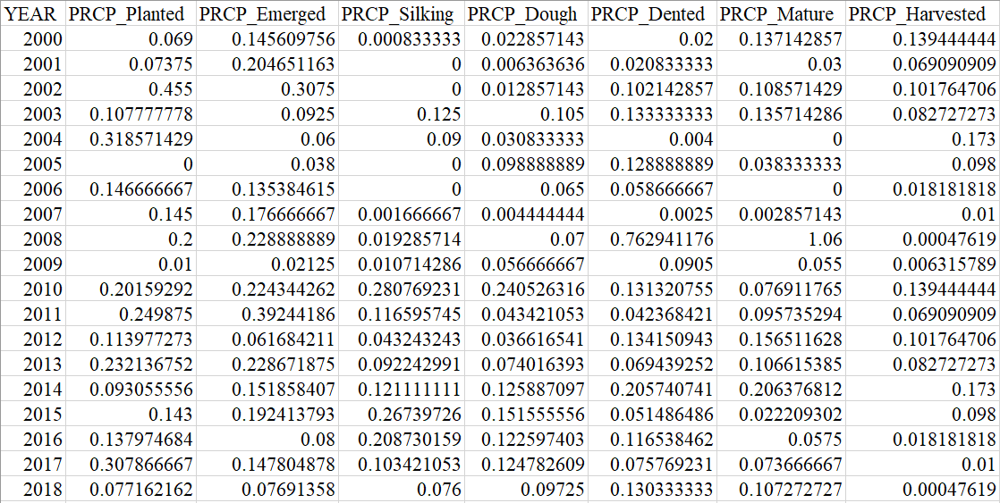 YEAR PRCP_Planted PRCP_Emerged PRCP_Silking PRCP_Dough PRCP_Dented PRCP_Mature PRCP_Harvested
2000 0.069 0.145609756 0.000833333 0.022857143 0.02 0.137142857 0.139444444
2001 0.07375 0.204651163 0 0.006363636 0.020833333 0.03 0.069090909
2002 0.455 0.3075 0 0.012857143 0.102142857 0.108571429 0.101764706
2003 0.107777778 0.0925 0.125 0.105 0.133333333 0.135714286 0.082727273
2004 0.318571429 0.06 0.09 0.030833333 0.004 0 0.173
2005 0 0.038 0 0.098888889 0.128888889 0.038333333 0.098
2006 0.146666667 0.135384615 0 0.065 0.058666667 0 0.018181818
2007 0.145 0.176666667 0.001666667 0.004444444 0.0025 0.002857143 0.01
2008 0.2 0.228888889 0.019285714 0.07 0.762941176 1.06 0.00047619
2009 0.01 0.02125 0.010714286 0.056666667 0.0905 0.055 0.006315789
2010 0.20159292 0.224344262 0.280769231 0.240526316 0.131320755 0.076911765 0.139444444
2011 0.249875 0.39244186 0.116595745 0.043421053 0.042368421 0.095735294 0.069090909
2012 0.113977273 0.061684211 0.043243243 0.036616541 0.134150943 0.156511628 0.101764706
2013 0.232136752 0.228671875 0.092242991 0.074016393 0.069439252 0.106615385 0.082727273
2014 0.093055556 0.151858407 0.121111111 0.125887097 0.205740741 0.206376812 0.173
2015 0.143 0.192413793 0.26739726 0.151555556 0.051486486 0.022209302 0.098
2016 0.137974684 0.08 0.208730159 0.122597403 0.116538462 0.0575 0.018181818
2017 0.307866667 0.147804878 0.103421053 0.124782609 0.075769231 0.073666667 0.01
2018 0.077162162 0.07691358 0.076 0.09725 0.130333333 0.107272727 0.00047619